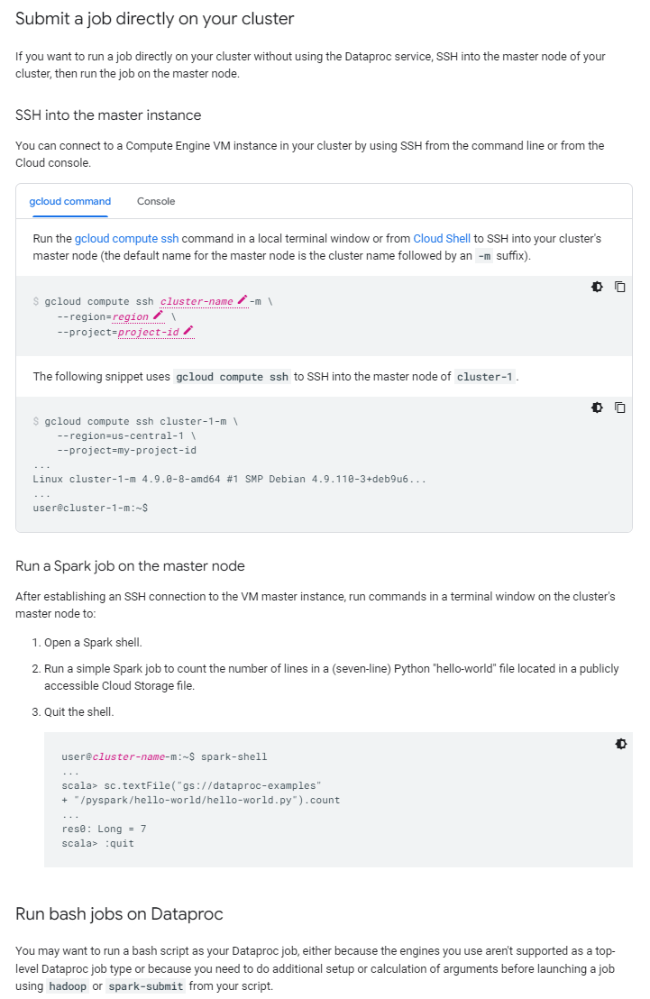 Submit a job directly on your cluster
If you want to run a job directly on your cluster without using the Dataproc service, SSH into the master node of your
cluster, then run the job on the master node.
SSH into the master instance
You can connect to a Compute Engine VM instance in your cluster by using SSH from the command line or from the
Cloud console.
gcloud command Console
Run the gcloud compute ssh command in a local terminal window or from Cloud Shell to SSH into your cluster's
master node (the default name for the master node is the cluster name followed by an -m suffix).
$ gcloud compute ssh cluster-name -m \
--region=region \
--project=project-id
The following snippet uses gcloud compute ssh to SSH into the master node of cluster-1.
$ gcloud compute ssh cluster-1-m \
--region=us-central-1 \
--project=my-project-id
...
Linux cluster-1-m 4.9.0-8-amd64 #1 SMP Debian 4.9.110-3+deb9u6...
...
user@cluster-1-m:~$
Run a Spark job on the master node
After establishing an SSH connection to the VM master instance, run commands in a terminal window on the cluster's
master node to:
1. Open a Spark shell.
2. Run a simple Spark job to count the number of lines in a (seven-line) Python "hello-world" file located in a publicly
accessible Cloud Storage file.
3. Quit the shell.
user@cluster-name-m:~$ spark-shell
...
scala> sc.textFile("gs://dataproc-examples"
+ "/pyspark/hello-world/hello-world.py").count
...
res0: Long = 7
scala> :quit
Run bash jobs on Dataproc
You may want to run a bash script as your Dataproc job, either because the engines you use aren't supported as a top-
level Dataproc job type or because you need to do additional setup or calculation of arguments before launching a job
using hadoop or spark-submit from your script.